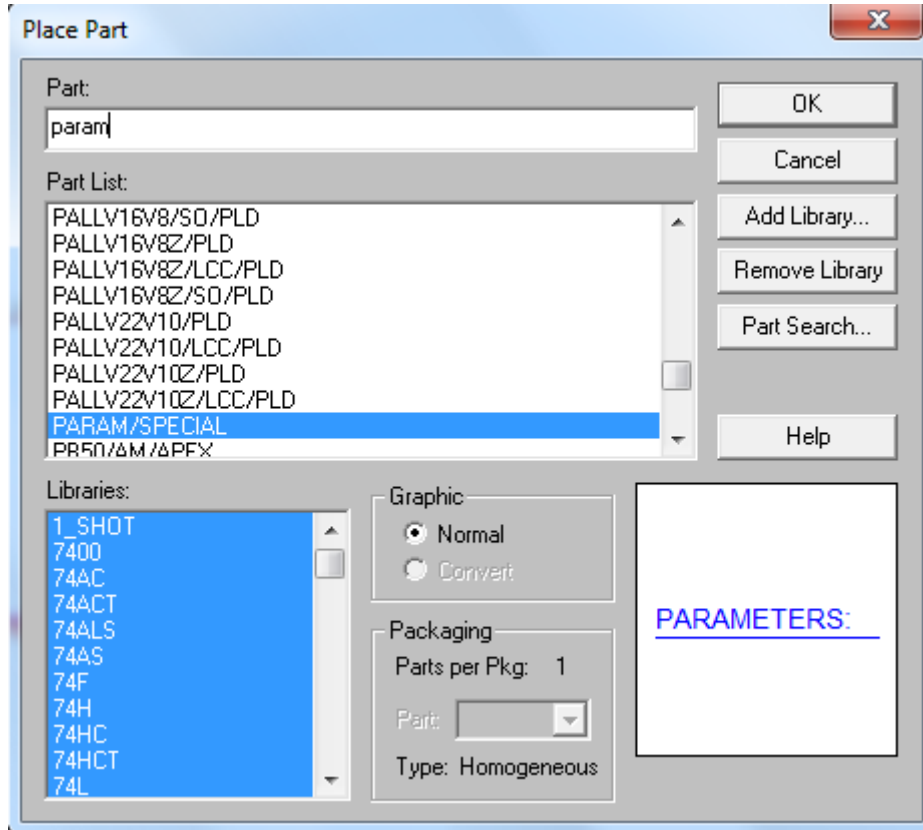 Place Part
Part:
param
OK
Cancel
Part List:
Add Library...
PALLV16V8/SO/PLD
PALLV16V8Z/PLD
PALLV16V8Z/LCC/PLD
Remove Library
PALLV16V8Z/SO/PLD
PALLV22V10/PLD
Part Search...
PALLV22V10/LCC/PLD
PALLV22V10Z/PLD
PALLV22V10Z/LCC/PLD
PARAM/SPECIAL
Help
PB50/AM/APEX
Libraries:
1_SHOT
7400
74AC
74ACT
74ALS
74AS
74F
74H
74HC
74HCT
74L
Graphic
Normal
Convert
Packaging
Parts per Pkg: 1
Part:
Type: Homogeneous
PARAMETERS: